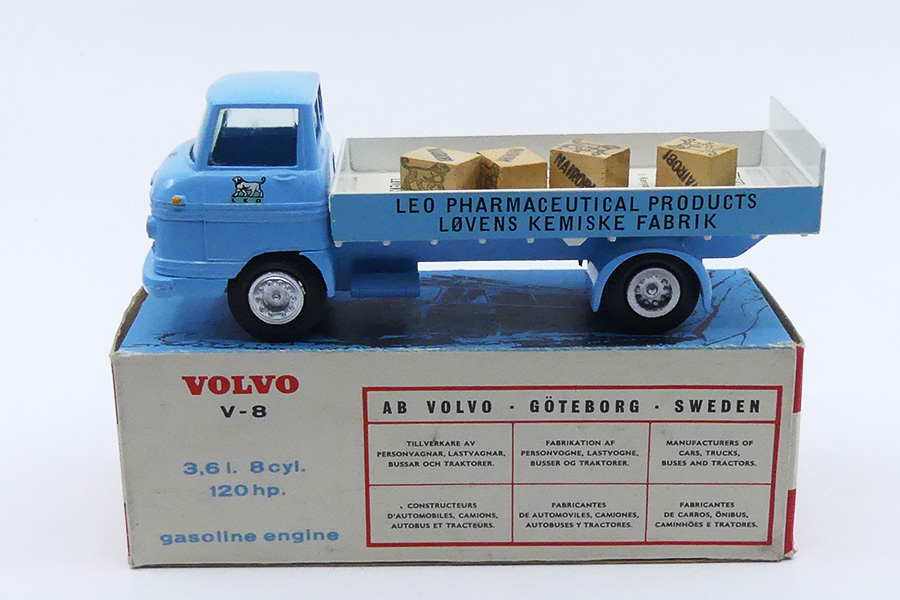 LEO
LEO PHARMACEUTICAL PRODUCTS
LØVENS KEMISKE FABRIK
NAIROBI
VOLVO
V-8
3,6 l. 8 cyl.
120 hp.
gasoline engine
AB VOLVO · GÖTEBORG · SWEDEN
TILLVERKARE AV
PERSONVAGNAR, LASTVAGNAR,
BUSSAR OCH TRAKTORER.
FABRIKATION AF
PERSONVOGNE, LASTVOGNE,
BUSSER OG TRAKTORER.
MANUFACTURERS OF
CARS, TRUCKS,
BUSES AND TRACTORS.
CONSTRUCTEURS
D'AUTOMOBILES, CAMIONS,
AUTOBUS ET TRACTEURS.
FABRICANTES
DE AUTOMOVILES, CAMIONES,
AUTOBUSES Y TRACTORES.
FABRICANTES
DE CARROS, ÔNIBUS,
CAMINHÕES E TRATORES.